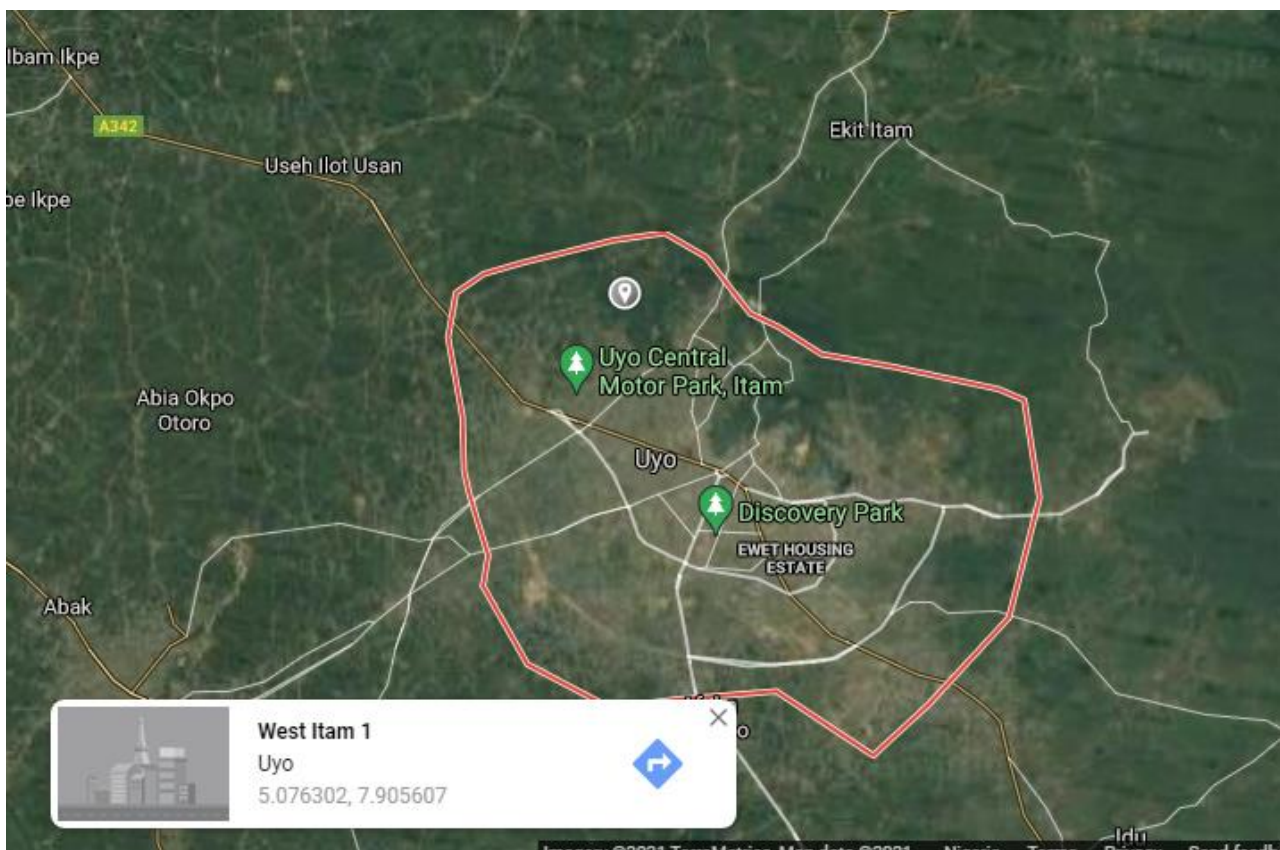 Ibam Ikpe
A342
Ekit Itam
Useh Ilot Usan
pe Ikpe
Uyo Central
Motor Park, Itam
Abia Okpo
Otoro
Uyo
Discovery Park
EWET HOUSING
ESTATE
Abak
West Itam 1
Uyo
5.076302, 7.905607
Idu